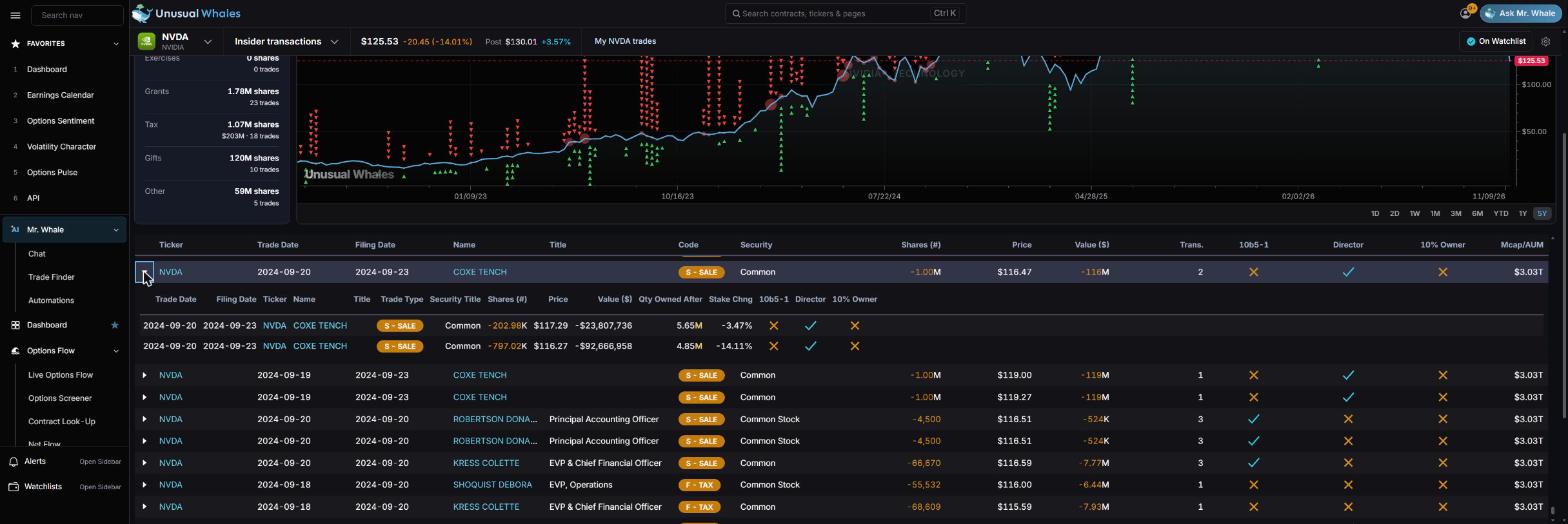 Search nav
Unusual Whales
Search contracts, tickers & pages Ctrl K
9+
Ask Mr. Whale
FAVORITES
1 Dashboard
2 Earnings Calendar
3 Options Sentiment
4 Volatility Character
5 Options Pulse
6 API
AI Mr. Whale
Chat
Trade Finder
Automations
Dashboard
Options Flow
Live Options Flow
Options Screener
Contract Look-Up
Net Flow
Alerts Open Sidebar
Watchlists Open Sidebar
NVDA
NVIDIA
Insider transactions
$125.53 -20.45 (-14.01%) Post $130.01 +3.57%
My NVDA trades
On Watchlist
Exercises 0 shares
0 trades
Grants 1.78M shares
23 trades
Tax 1.07M shares
$203M · 18 trades
Gifts 120M shares
10 trades
Other 59M shares
5 trades
$125.53
$100.00
$50.00
Unusual Whales
01/09/23 10/16/23 07/22/24 04/28/25 02/02/26 11/09/26
1D 2D 1W 1M 3M 6M YTD 1Y 5Y
Ticker Trade Date Filing Date Name Title Code Security Shares (#) Price Value ($) Trans. 10b5-1 Director 10% Owner Mcap/AUM
NVDA 2024-09-20 2024-09-23 COXE TENCH S - SALE Common -1.00M $116.47 -116M 2 $3.03T
Trade Date Filing Date Ticker Name Title Trade Type Security Title Shares (#) Price Value ($) Qty Owned After Stake Chng 10b5-1 Director 10% Owner
2024-09-20 2024-09-23 NVDA COXE TENCH S - SALE Common -202.98K $117.29 -$23,807,736 5.65M -3.47%
2024-09-20 2024-09-23 NVDA COXE TENCH S - SALE Common -797.02K $116.27 -$92,666,958 4.85M -14.11%
NVDA 2024-09-19 2024-09-23 COXE TENCH S - SALE Common -1.00M $119.00 -119M 1 $3.03T
NVDA 2024-09-19 2024-09-23 COXE TENCH S - SALE Common -1.00M $119.27 -119M 1 $3.03T
NVDA 2024-09-20 2024-09-20 ROBERTSON DONA... Principal Accounting Officer S - SALE Common Stock -4,500 $116.51 -524K 3 $3.03T
NVDA 2024-09-20 2024-09-20 ROBERTSON DONA... Principal Accounting Officer S - SALE Common Stock -4,500 $116.51 -524K 3 $3.03T
NVDA 2024-09-20 2024-09-20 KRESS COLETTE EVP & Chief Financial Officer S - SALE Common -66,670 $116.59 -7.77M 3 $3.03T
NVDA 2024-09-18 2024-09-20 SHOQUIST DEBORA EVP, Operations F - TAX Common Stock -55,532 $116.00 -6.44M 1 $3.03T
NVDA 2024-09-18 2024-09-20 KRESS COLETTE EVP & Chief Financial Officer F - TAX Common -68,609 $115.59 -7.93M 1 $3.03T